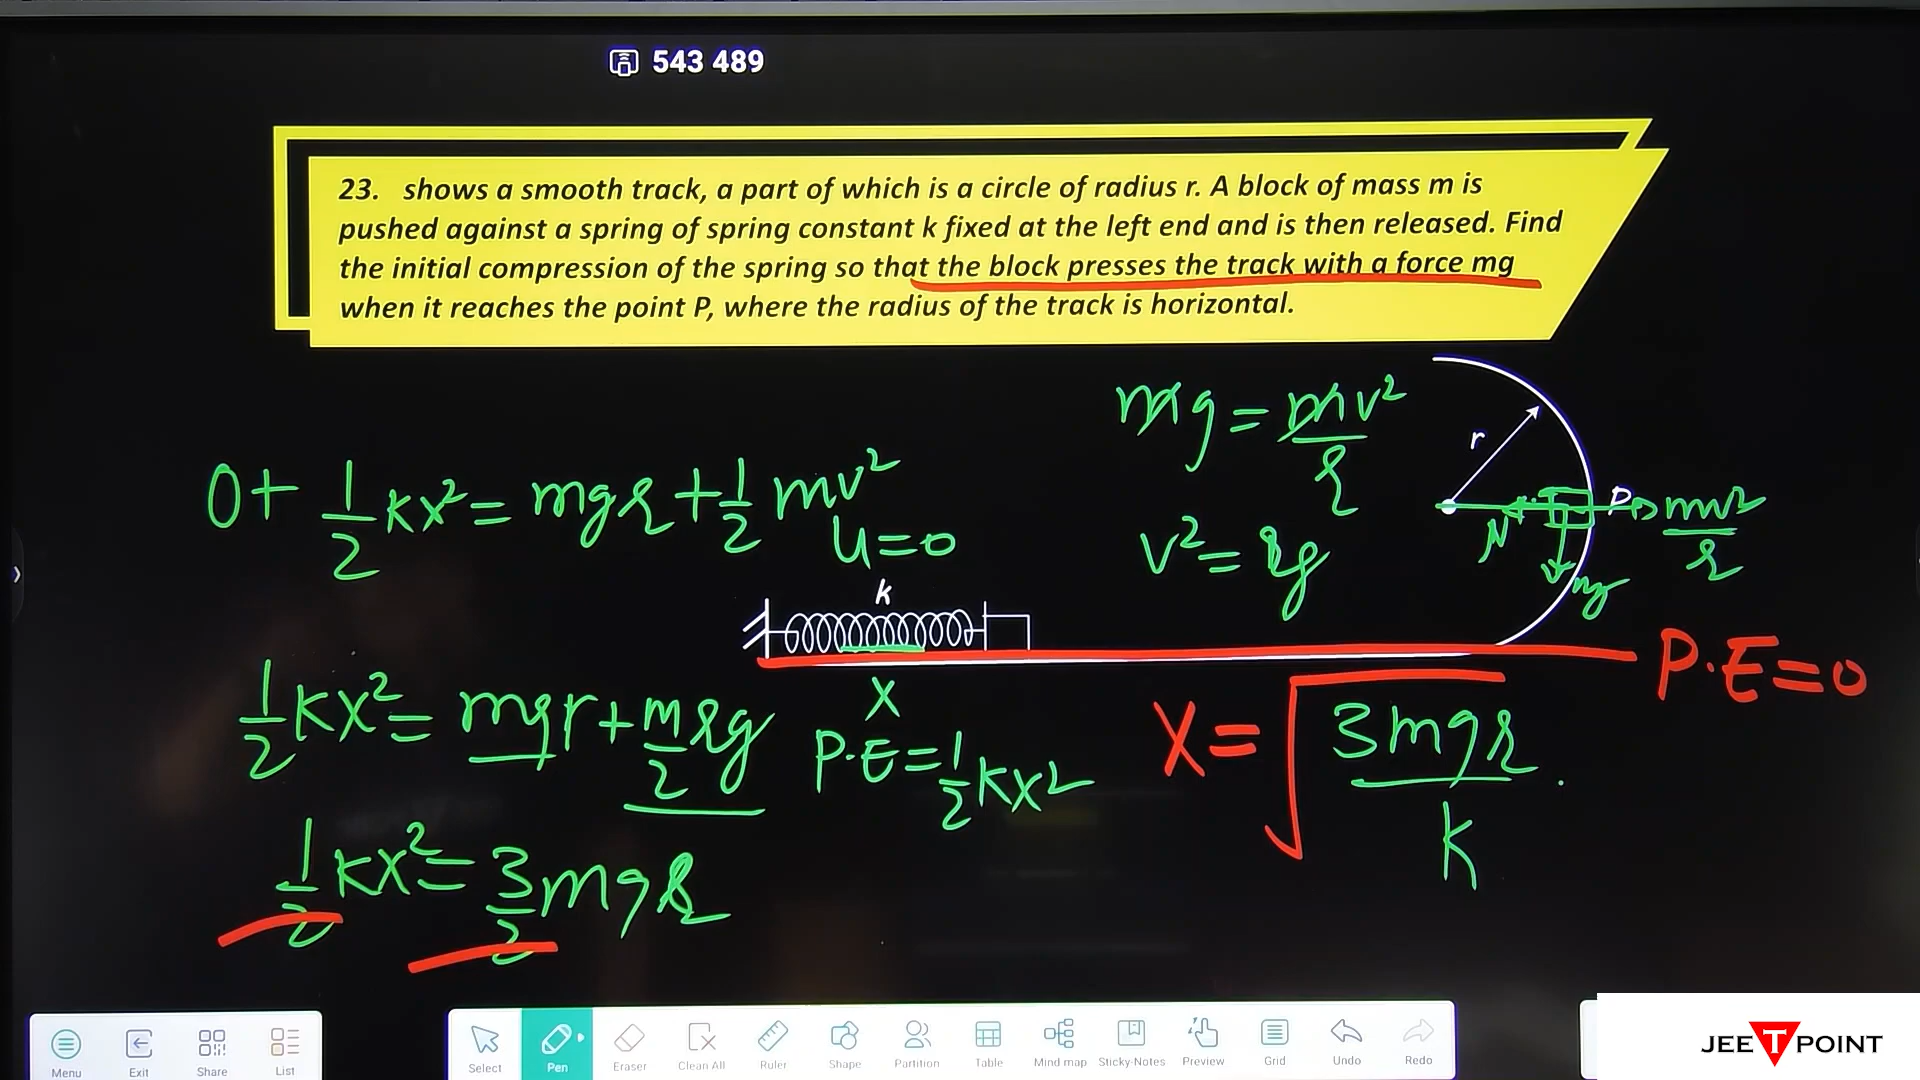 543 489
23. shows a smooth track, a part of which is a circle of radius r. A block of mass m is
pushed against a spring of spring constant k fixed at the left end and is then released. Find
the initial compression of the spring so that the block presses the track with a force mg
when it reaches the point P, where the radius of the track is horizontal.
mg = mv²/r
v² = rg
r
P
N
mg
mv²/r
0 + 1/2 kx² = mgr + 1/2 mv²
u=0
k
P.E=0
x
P.E = 1/2 kx²
1/2 kx² = mgr + m/2 rg
1/2 kx² = 3/2 mgr
x = √3mgr/k
Menu
Exit
Share
List
Select
Pen
Eraser
Clean All
Ruler
Shape
Partition
Table
Mind map
Sticky-Notes
Preview
Grid
Undo
Redo
JEE T POINT